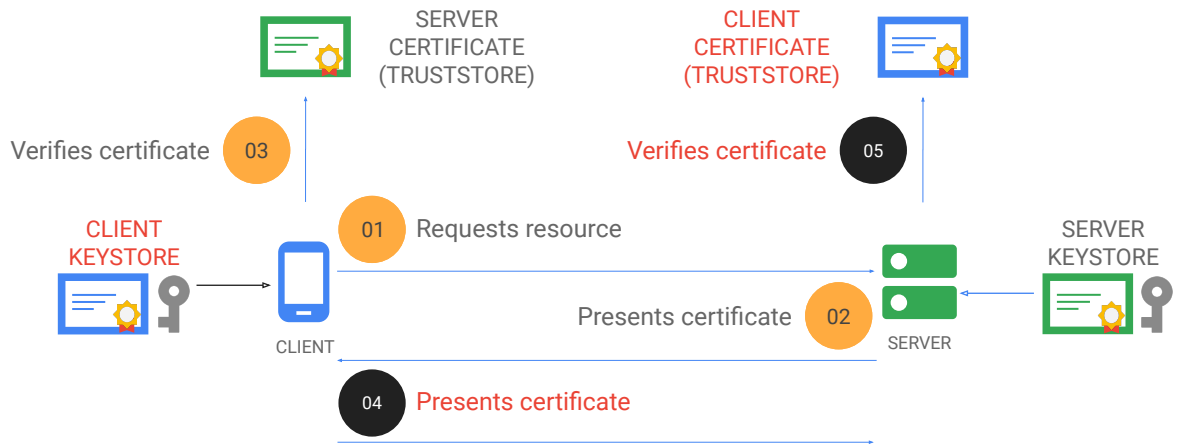 SERVER
CERTIFICATE
(TRUSTSTORE)
CLIENT
CERTIFICATE
(TRUSTSTORE)
Verifies certificate
03
Verifies certificate
05
CLIENT
KEYSTORE
01
Requests resource
SERVER
KEYSTORE
Presents certificate
02
CLIENT
SERVER
04
Presents certificate